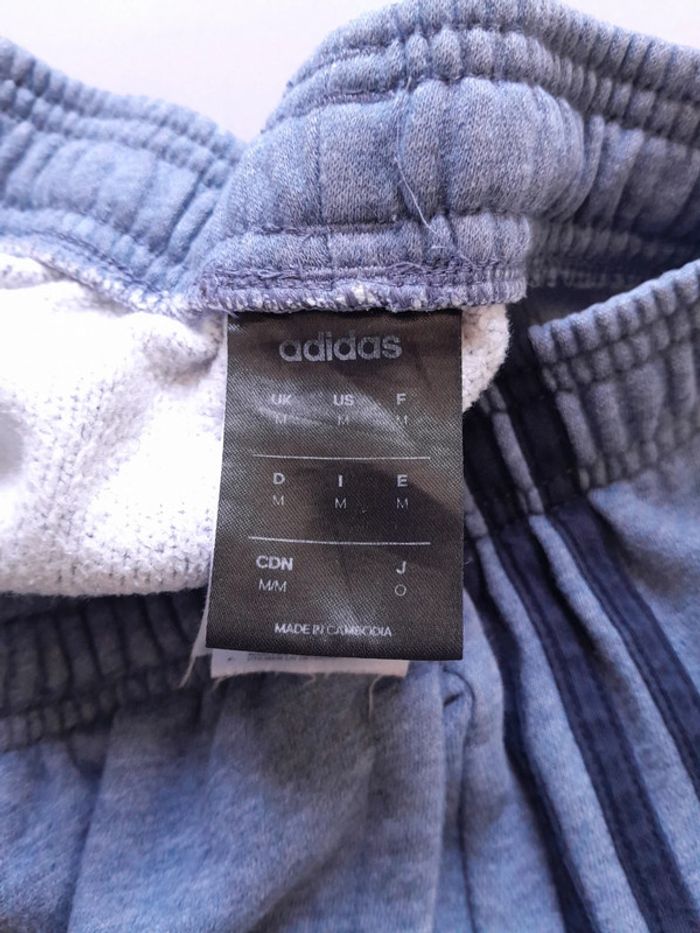 adidas
UK US F
M M M
D I E
M M M
CDN J
M/M O
MADE IN CAMBODIA